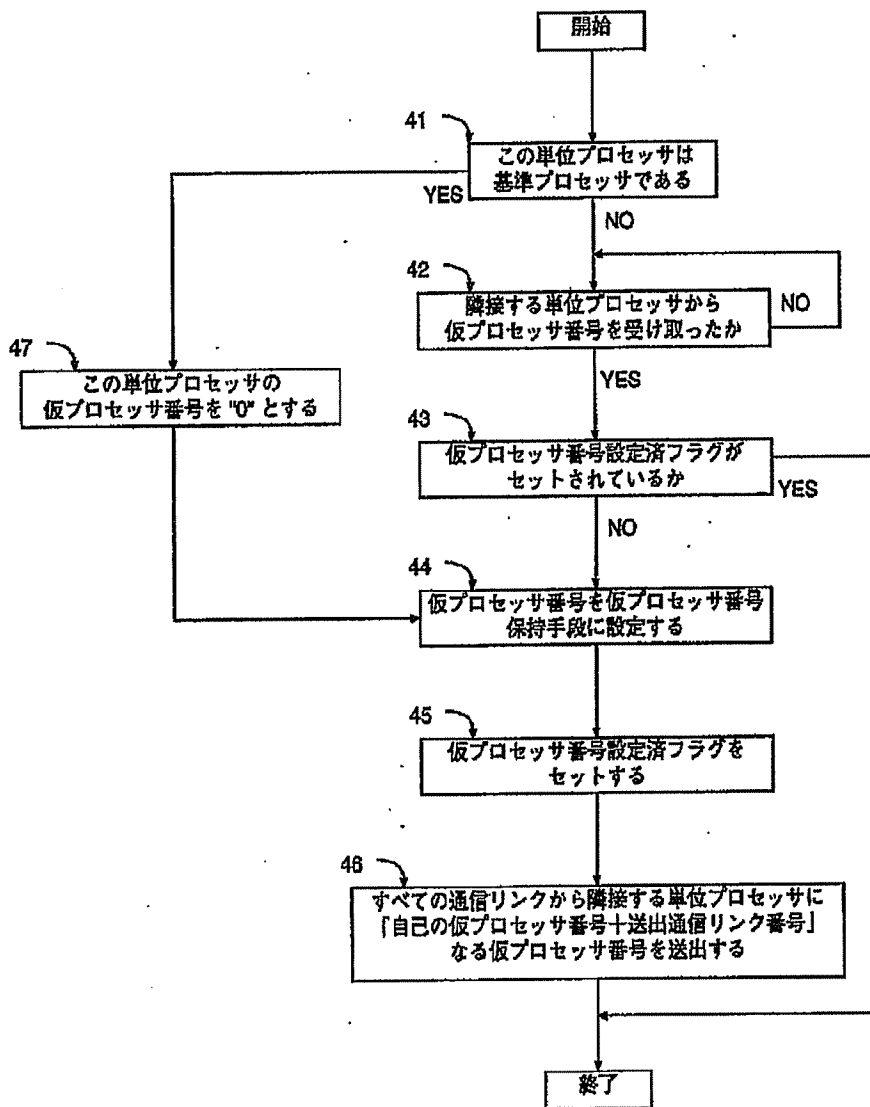 開始
41
この単位プロセッサは
基準プロセッサである
YES
NO
42
隣接する単位プロセッサから
仮プロセッサ番号を受け取ったか
NO
YES
47
この単位プロセッサの
仮プロセッサ番号を "0" とする
43
仮プロセッサ番号設定済フラグが
セットされているか
YES
NO
44
仮プロセッサ番号を仮プロセッサ番号
保持手段に設定する
45
仮プロセッサ番号設定済フラグを
セットする
46
すべての通信リンクから隣接する単位プロセッサに
「自己の仮プロセッサ番号＋送出通信リンク番号」
なる仮プロセッサ番号を送出する
終了